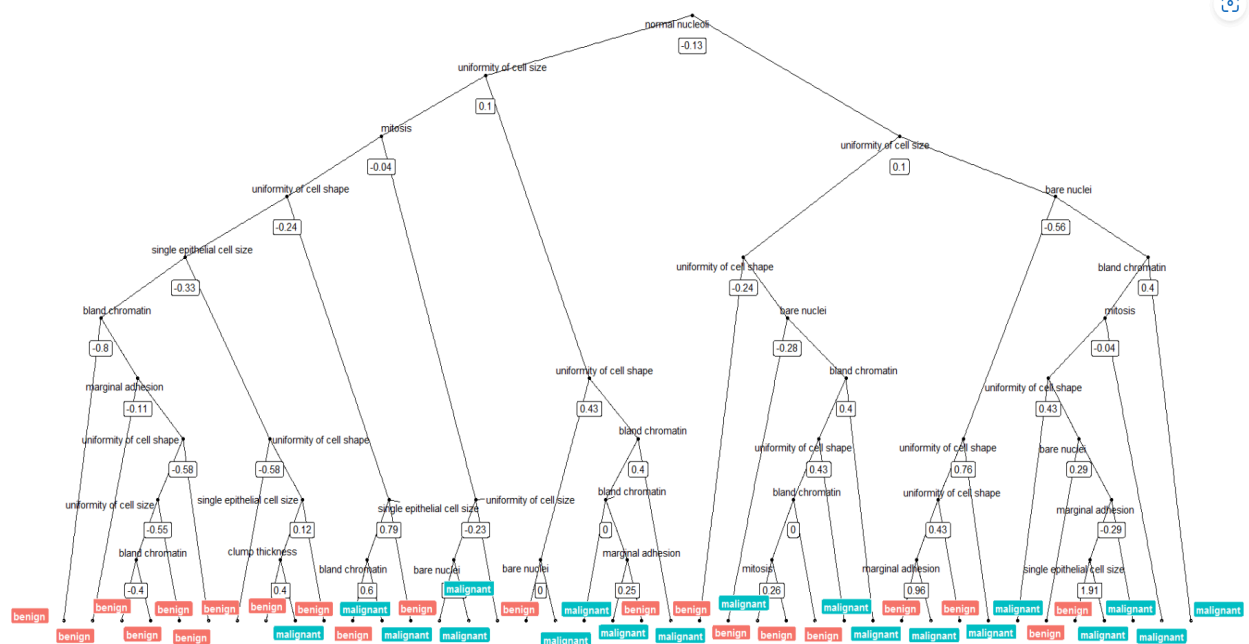 normal nucleoli
-0.13
uniformity of cell size
0.1
mitosis
uniformity of cell size
-0.04
0.1
uniformity of cell shape
bare nuclei
-0.24
-0.56
single epithelial cell size
uniformity of cell shape
bland chromatin
-0.33
-0.24
0.4
bland chromatin
bare nuclei
mitosis
-0.8
-0.28
-0.04
marginal adhesion
uniformity of cell shape
bland chromatin
uniformity of cell shape
-0.11
0.43
0.4
0.43
uniformity of cell shape
uniformity of cell shape
bland chromatin
uniformity of cell shape
uniformity of cell shape
bare nuclei
-0.58
-0.58
0.4
0.43
0.76
0.29
uniformity of cell size
single epithelial cell size
single epithelial cell size
uniformity of cell size
bland chromatin
bland chromatin
uniformity of cell shape
marginal adhesion
-0.55
0.12
0.79
-0.23
0
0
0.43
-0.29
bland chromatin
clump thickness
bland chromatin
bare nuclei
bare nuclei
marginal adhesion
mitosis
marginal adhesion
single epithelial cell size
-0.4
0.4
0.6
malignant
0
0.25
0.26
0.96
1.91
benign
benign
benign
benign
benign
benign
malignant
benign
benign
malignant
benign
benign
malignant
malignant
benign
benign
malignant
benign
malignant
malignant
benign
benign
benign
malignant
benign
malignant
malignant
malignant
malignant
malignant
benign
benign
benign
malignant
malignant
malignant
benign
malignant
malignant